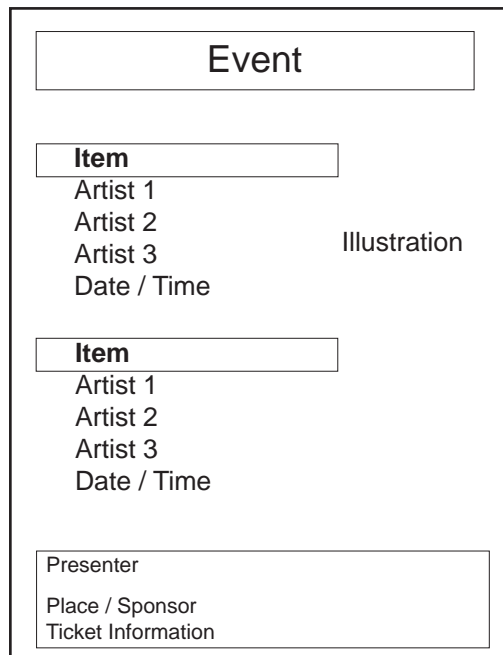 Event
Item
Artist 1
Artist 2
Artist 3
Date / Time
Illustration
Item
Artist 1
Artist 2
Artist 3
Date / Time
Presenter
Place / Sponsor
Ticket Information